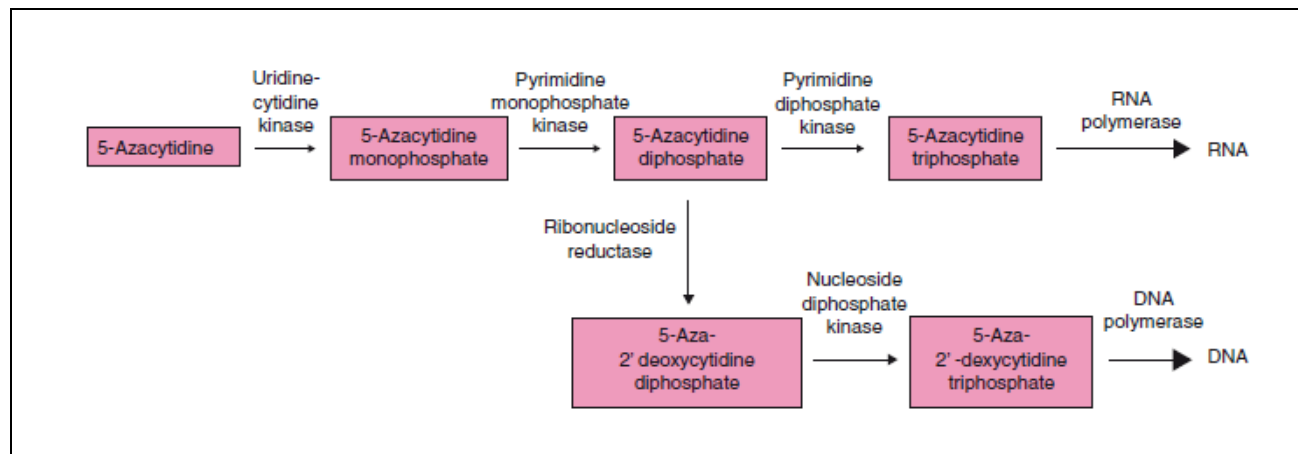 Uridine-
cytidine
kinase
Pyrimidine
monophosphate
kinase
Pyrimidine
diphosphate
kinase
RNA
polymerase
5-Azacytidine
5-Azacytidine
monophosphate
5-Azacytidine
diphosphate
5-Azacytidine
triphosphate
RNA
Ribonucleoside
reductase
Nucleoside
diphosphate
kinase
DNA
polymerase
5-Aza-
2' deoxycytidine
diphosphate
5-Aza-
2' -dexycytidine
triphosphate
DNA